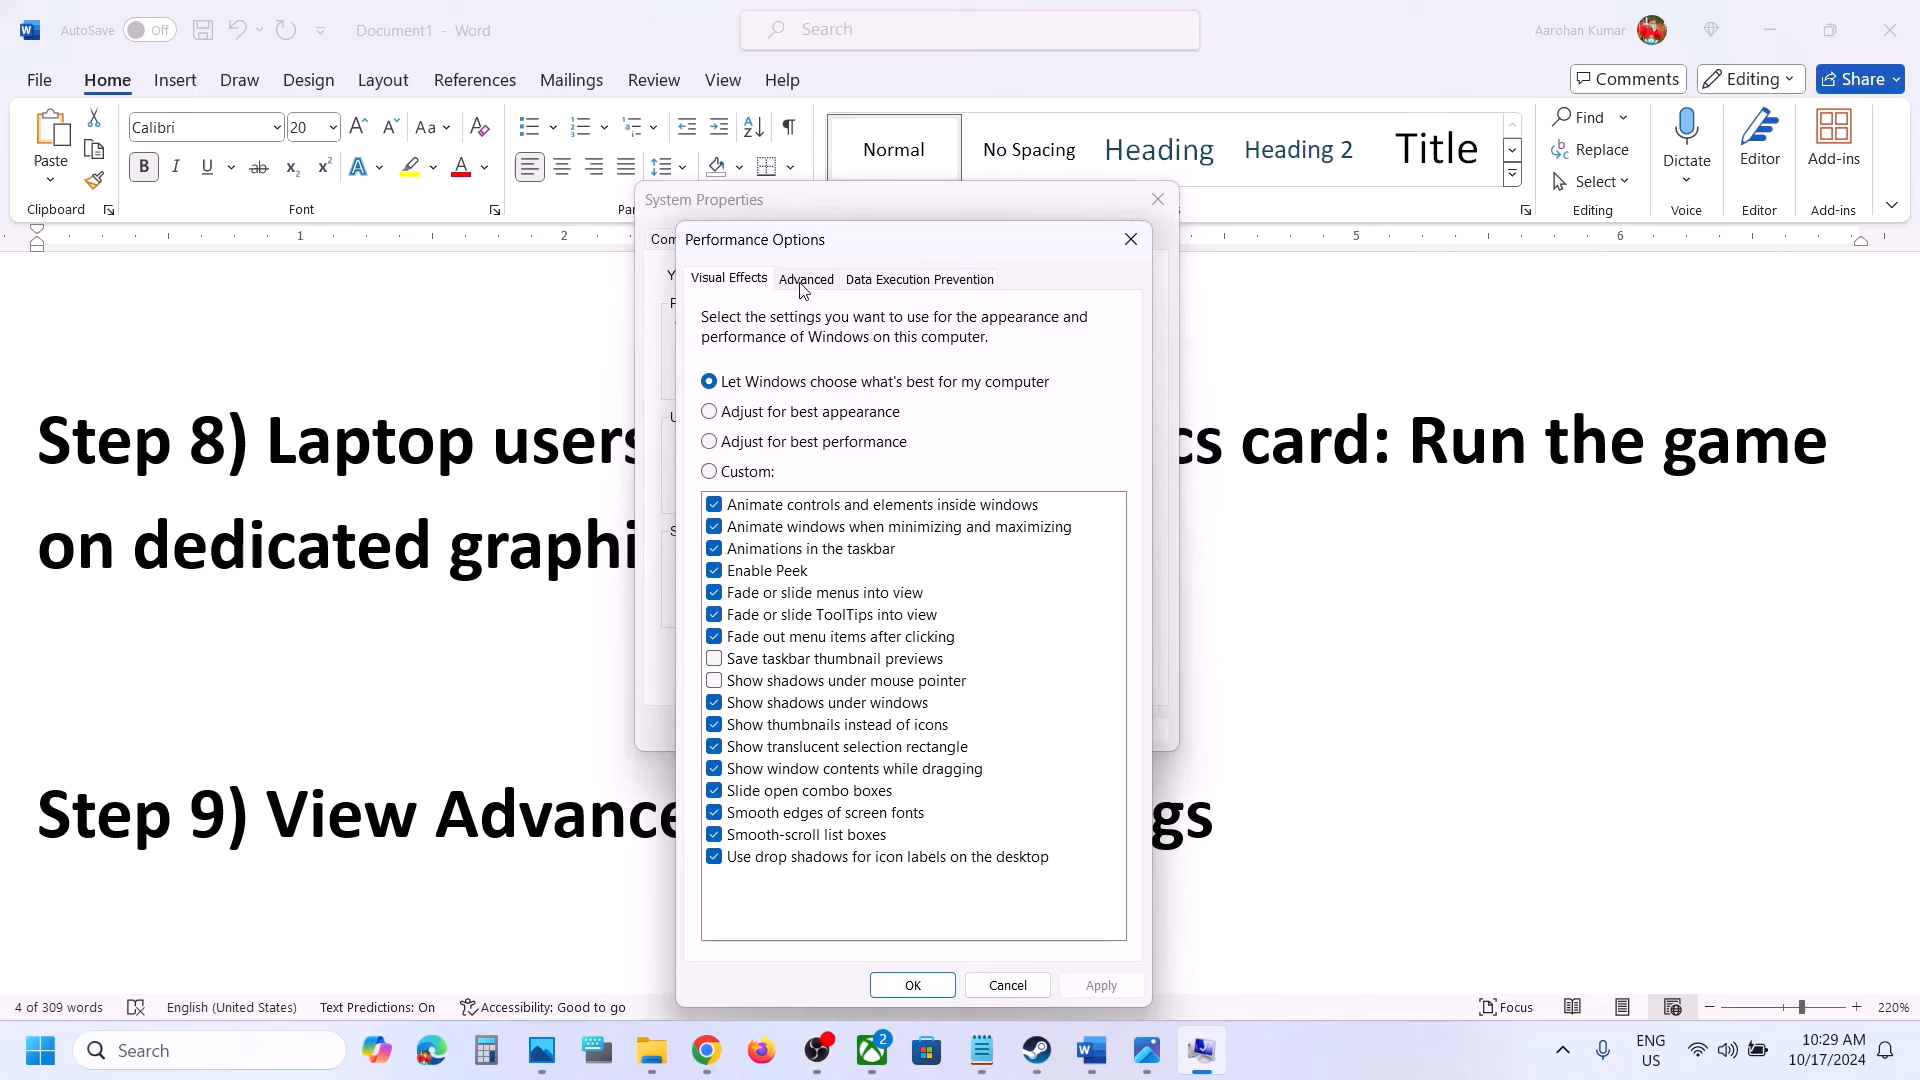 AutoSave Off Document1 - Word Search Aarohan Kumar
File Home Insert Draw Design Layout References Mailings Review View Help Comments Editing Share
Paste Calibri 20 Normal No Spacing Heading Heading 2 Title Find Replace Select Dictate Editor Add-ins
Clipboard Font Par Editing Voice Editor Add-ins
1 2 5 6
System Properties
Com
Performance Options
Visual Effects Advanced Data Execution Prevention
Select the settings you want to use for the appearance and
performance of Windows on this computer.
Let Windows choose what's best for my computer
Adjust for best appearance
Adjust for best performance
Custom:
Animate controls and elements inside windows
Animate windows when minimizing and maximizing
Animations in the taskbar
Enable Peek
Fade or slide menus into view
Fade or slide ToolTips into view
Fade out menu items after clicking
Save taskbar thumbnail previews
Show shadows under mouse pointer
Show shadows under windows
Show thumbnails instead of icons
Show translucent selection rectangle
Show window contents while dragging
Slide open combo boxes
Smooth edges of screen fonts
Smooth-scroll list boxes
Use drop shadows for icon labels on the desktop
OK Cancel Apply
Step 8) Laptop users cs card: Run the game
on dedicated graphi
Step 9) View Advance gs
4 of 309 words English (United States) Text Predictions: On Accessibility: Good to go Focus 220%
Search 2 ENG US 10:29 AM 10/17/2024